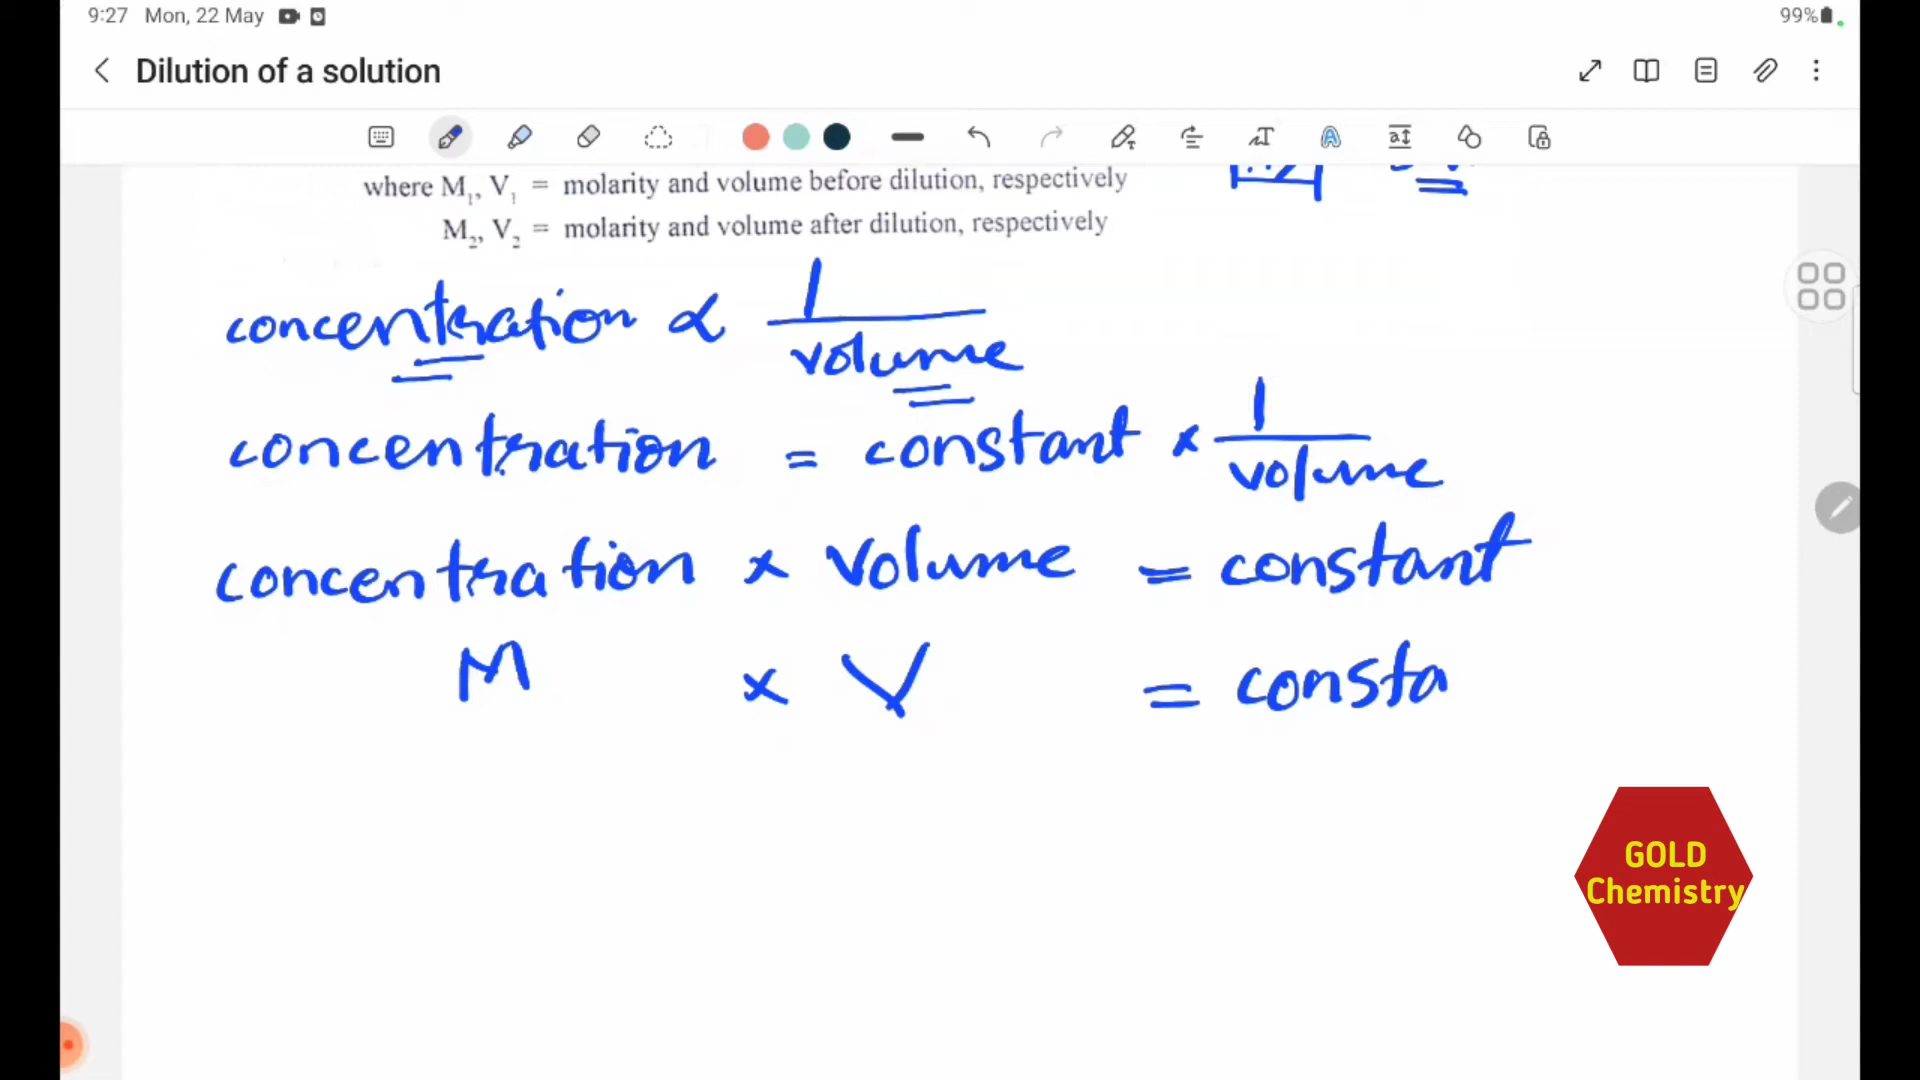 9:27 Mon, 22 May
99%
Dilution of a solution
where M₁, V₁ = molarity and volume before dilution, respectively
M₂, V₂ = molarity and volume after dilution, respectively
concentration ∝ 1/volume
concentration = constant × 1/volume
concentration × volume = constant
M × V = consta
GOLD
Chemistry